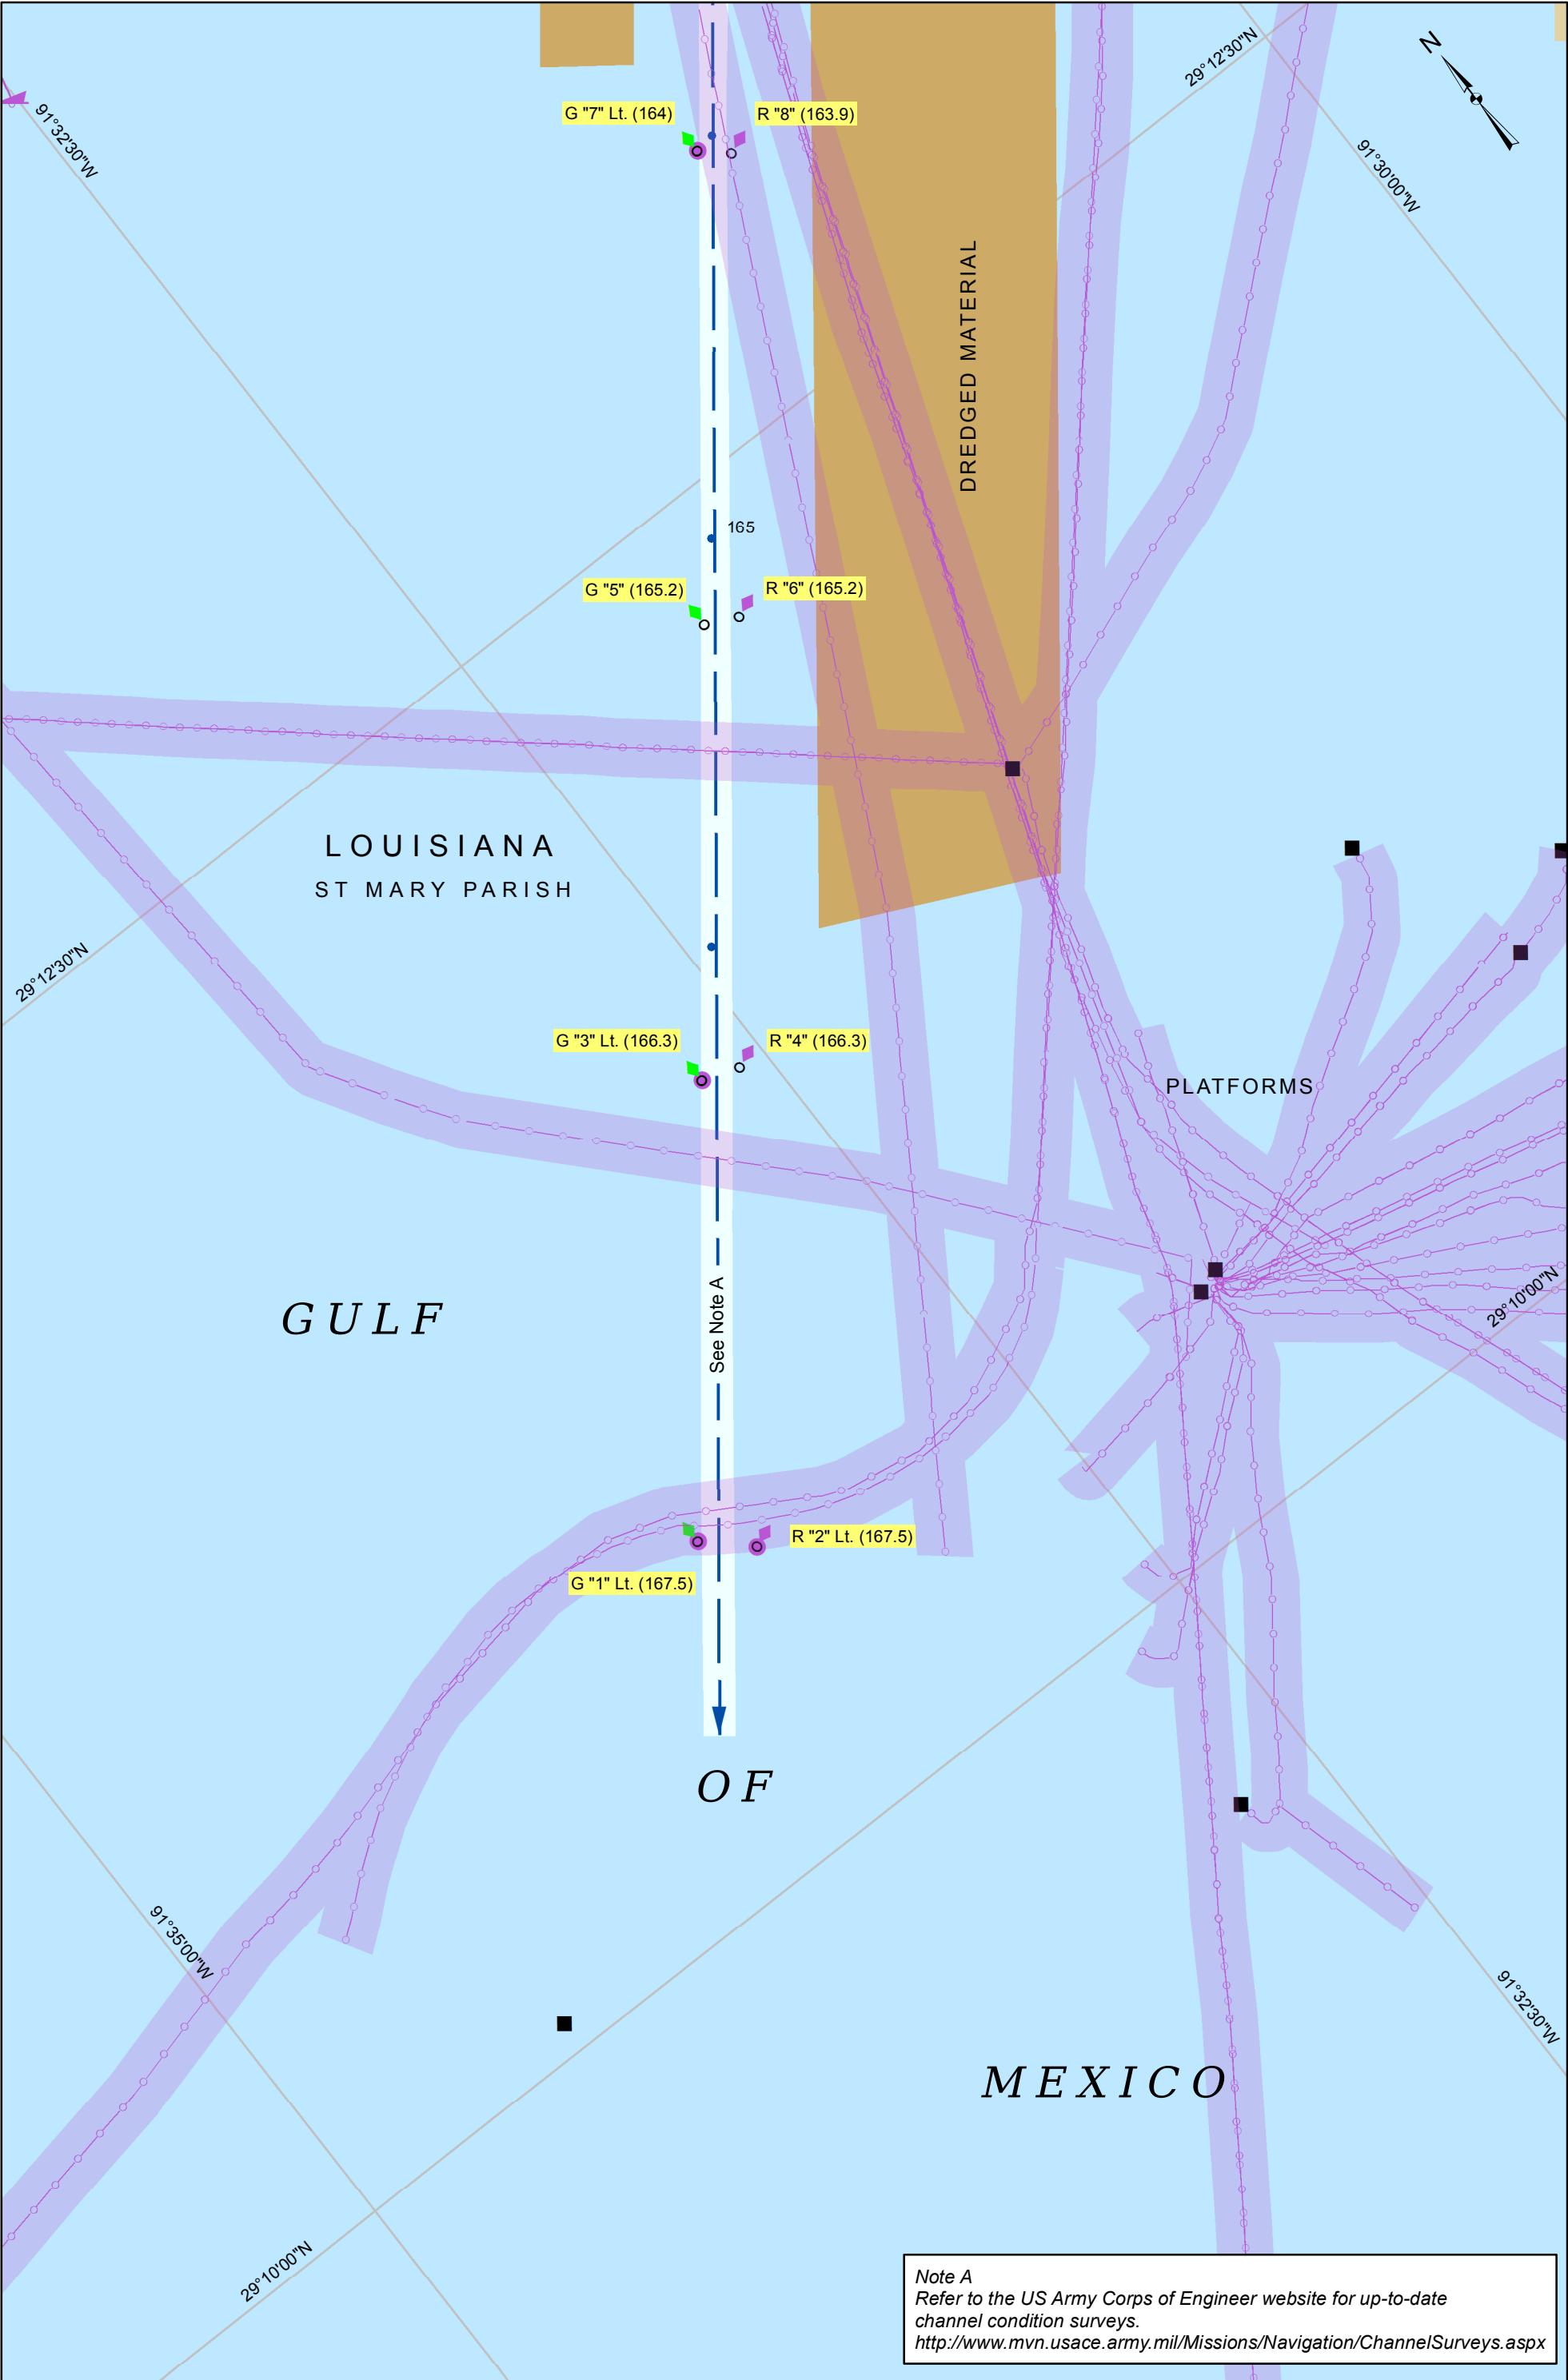 29°12'30"N
N
91°32'30"W
G "7" Lt. (164)
R "8" (163.9)
91°30'00"W
DREDGED MATERIAL
165
G "5" (165.2)
R "6" (165.2)
LOUISIANA
ST MARY PARISH
29°12'30"N
G "3" Lt. (166.3)
R "4" (166.3)
PLATFORMS
29°10'00"N
GULF
See Note A
R "2" Lt. (167.5)
G "1" Lt. (167.5)
OF
91°35'00"W
91°32'30"W
MEXICO
29°10'00"N
Note A
Refer to the US Army Corps of Engineer website for up-to-date
channel condition surveys.
http://www.mvn.usace.army.mil/Missions/Navigation/ChannelSurveys.aspx